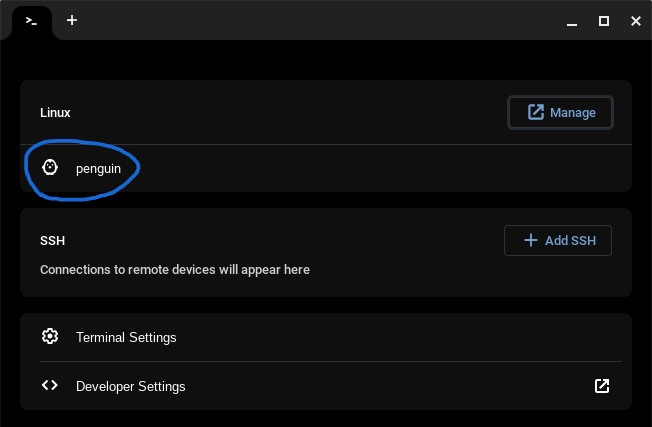 Linux
Manage
penguin
SSH
Add SSH
Connections to remote devices will appear here
Terminal Settings
Developer Settings